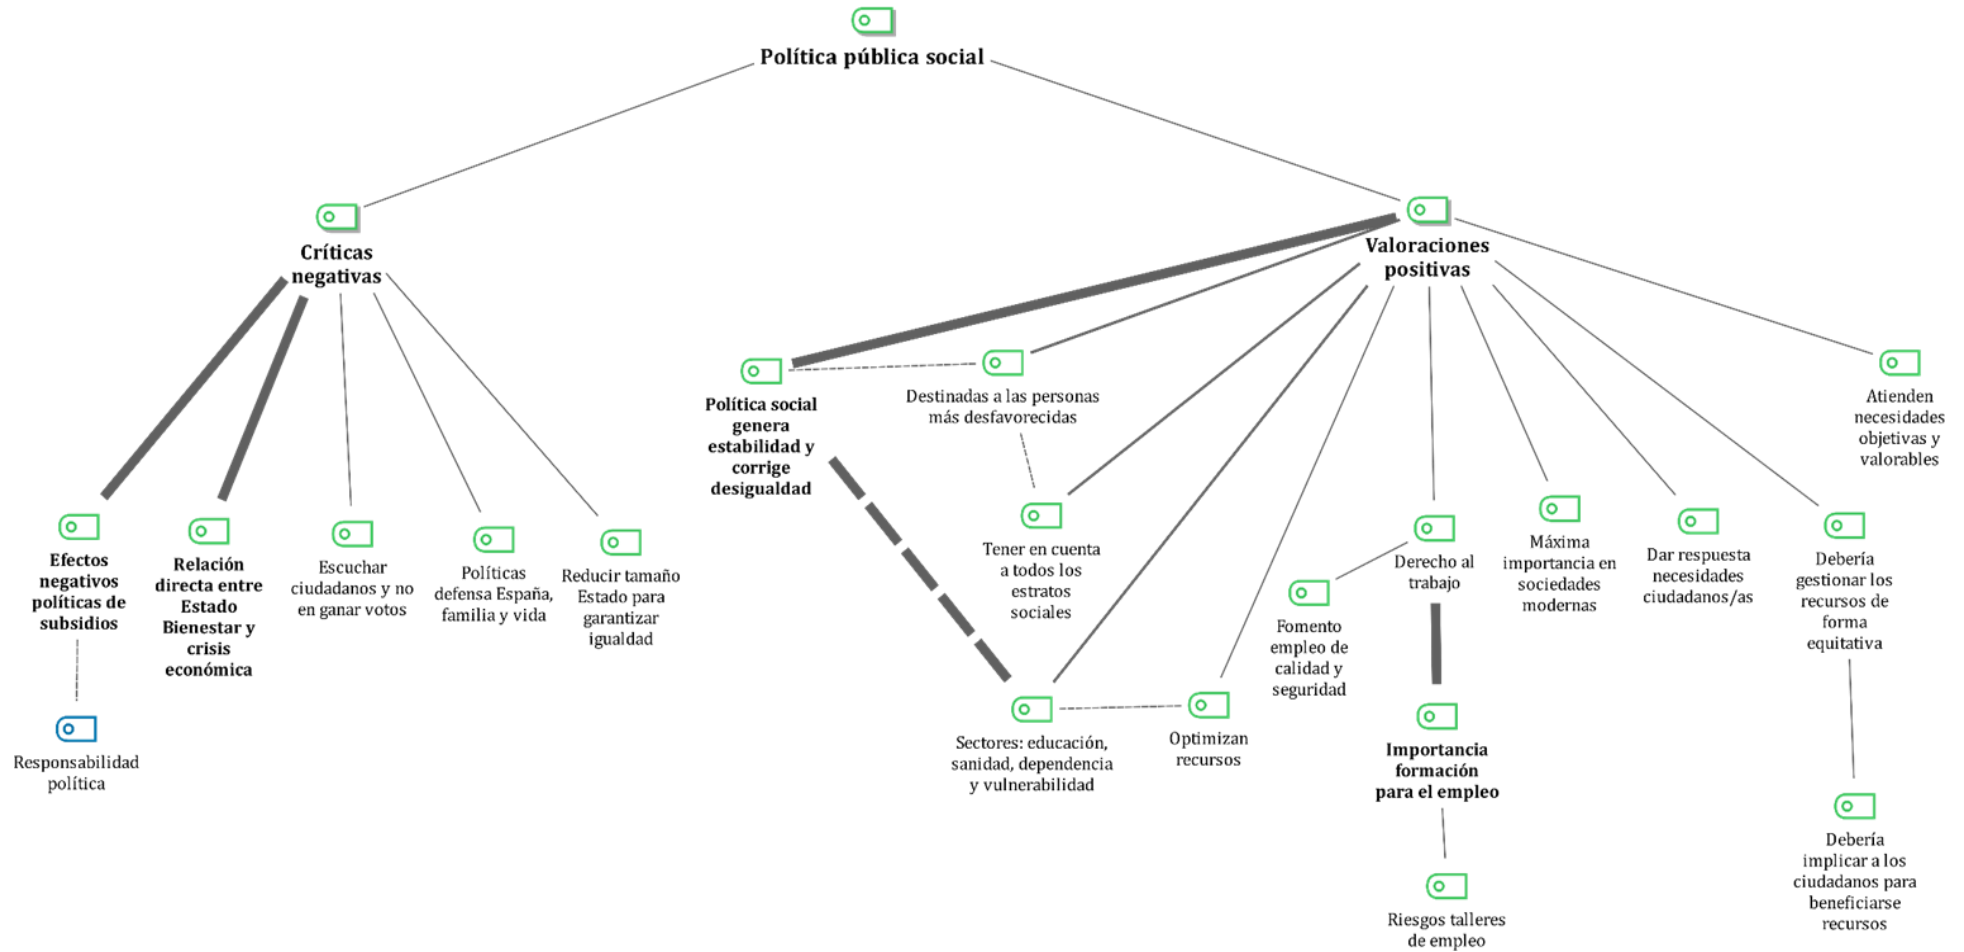 Política pública social
Críticas
negativas
Valoraciones
positivas
Efectos
negativos
políticas de
subsidios
Relación
directa entre
Estado
Bienestar y
crisis
económica
Escuchar
ciudadanos y no
en ganar votos
Políticas
defensa España,
familia y vida
Reducir tamaño
Estado para
garantizar
igualdad
Responsabilidad
política
Política social
genera
estabilidad y
corrige
desigualdad
Destinadas a las personas
más desfavorecidas
Tener en cuenta
a todos los
estratos
sociales
Sectores: educación,
sanidad, dependencia
y vulnerabilidad
Optimizan
recursos
Derecho al
trabajo
Fomento
empleo de
calidad y
seguridad
Importancia
formación
para el empleo
Riesgos talleres
de empleo
Máxima
importancia en
sociedades
modernas
Dar respuesta
necesidades
ciudadanos/as
Debería
gestionar los
recursos de
forma
equitativa
Debería
implicar a los
ciudadanos para
beneficiarse
recursos
Atienden
necesidades
objetivas y
valorables